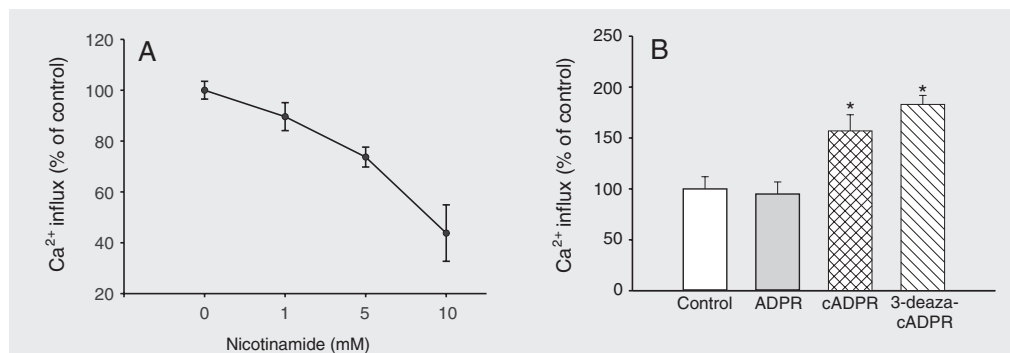 A
Ca2+ influx (% of control)
120
100
80
60
40
20
0 1 5 10
Nicotinamide (mM)
B
Ca2+ influx (% of control)
250
200
150
100
50
0
* *
Control ADPR cADPR 3-deaza-
cADPR